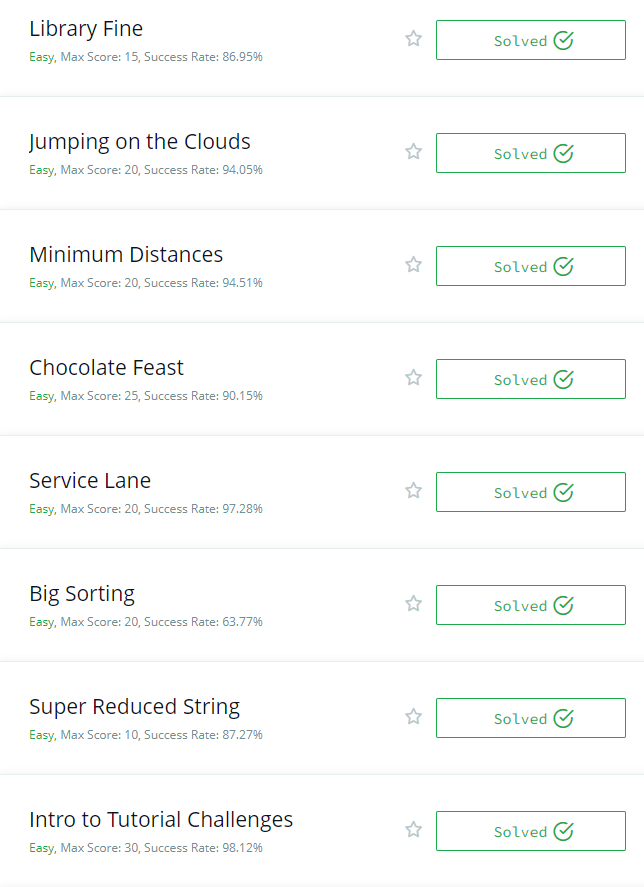 Library Fine
Easy, Max Score: 15, Success Rate: 86.95%
Solved
Jumping on the Clouds
Easy, Max Score: 20, Success Rate: 94.05%
Solved
Minimum Distances
Easy, Max Score: 20, Success Rate: 94.51%
Solved
Chocolate Feast
Easy, Max Score: 25, Success Rate: 90.15%
Solved
Service Lane
Easy, Max Score: 20, Success Rate: 97.28%
Solved
Big Sorting
Easy, Max Score: 20, Success Rate: 63.77%
Solved
Super Reduced String
Easy, Max Score: 10, Success Rate: 87.27%
Solved
Intro to Tutorial Challenges
Easy, Max Score: 30, Success Rate: 98.12%
Solved